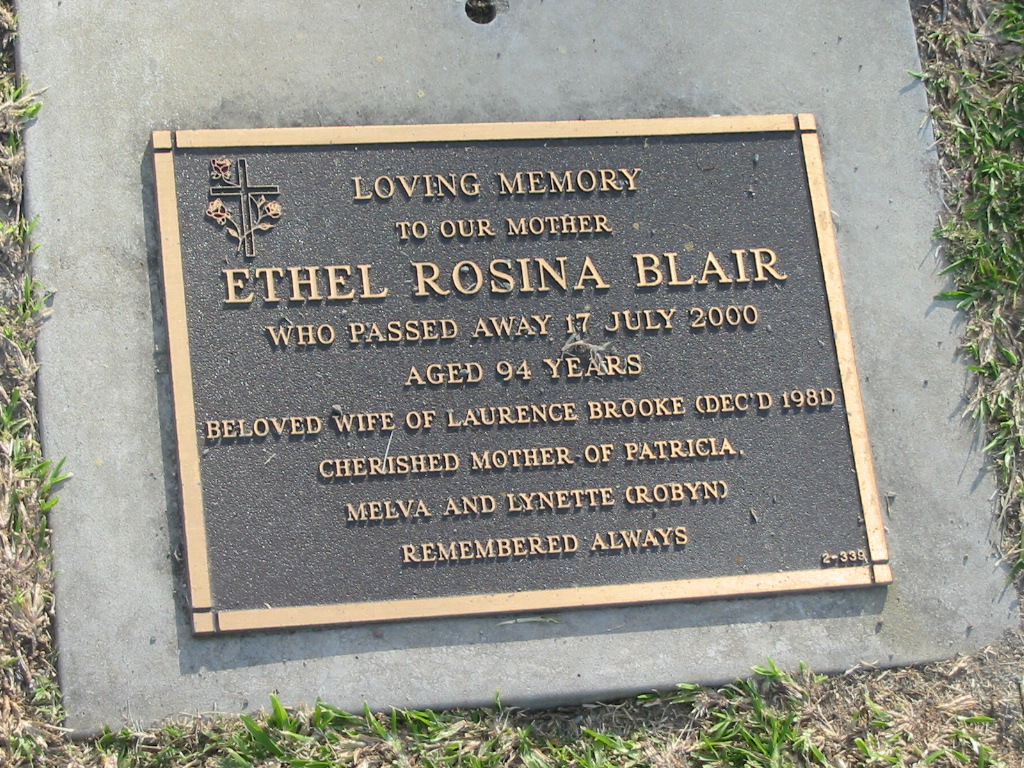 LOVING MEMORY
TO OUR MOTHER
ETHEL ROSINA BLAIR
WHO PASSED AWAY 17 JULY 2000
AGED 94 YEARS
BELOVED WIFE OF LAURENCE BROOKE (DEC'D 1981)
CHERISHED MOTHER OF PATRICIA,
MELVA AND LYNETTE (ROBYN)
REMEMBERED ALWAYS
2-339